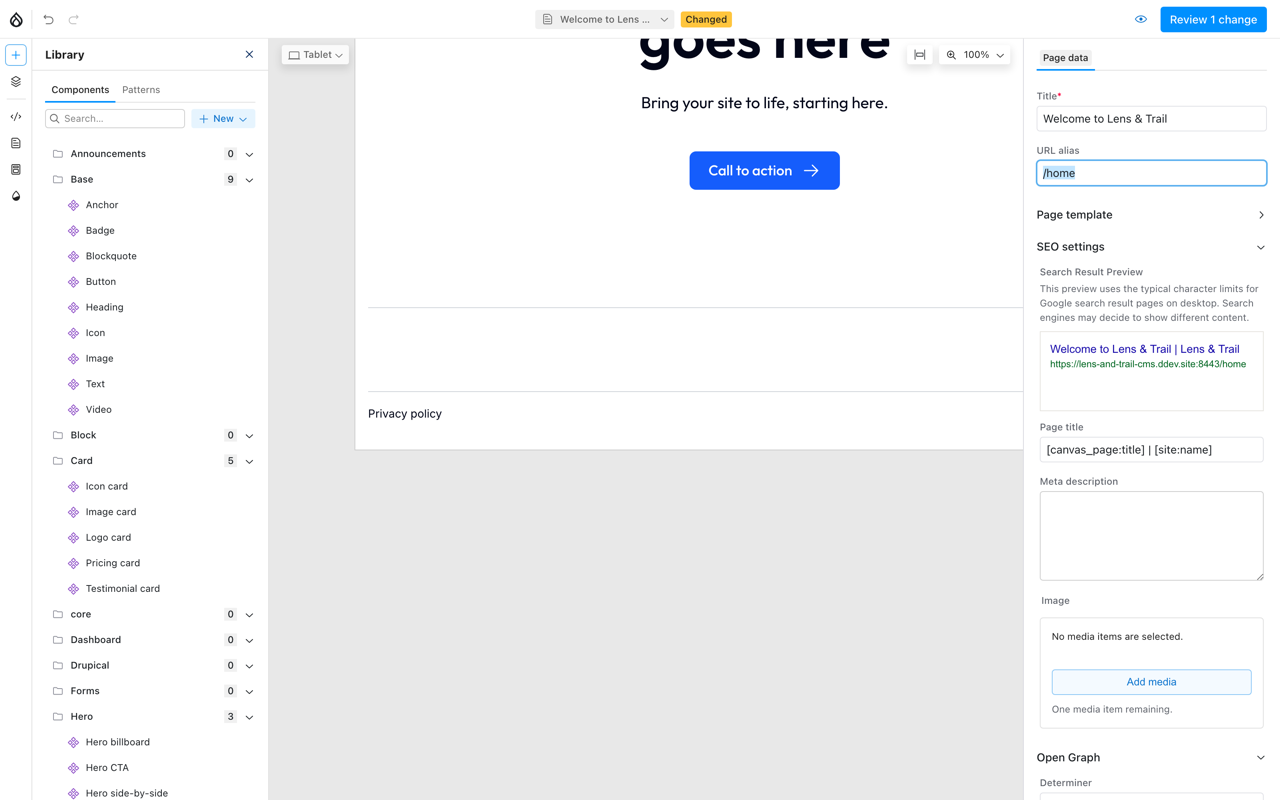 Welcome to Lens ...
Changed
Review 1 change
Library
Components
Patterns
Search...
New
Announcements 0
Base 9
Anchor
Badge
Blockquote
Button
Heading
Icon
Image
Text
Video
Block 0
Card 5
Icon card
Image card
Logo card
Pricing card
Testimonial card
core 0
Dashboard 0
Drupical 0
Forms 0
Hero 3
Hero billboard
Hero CTA
Hero side-by-side
Tablet
100%
goes here
Bring your site to life, starting here.
Call to action
Privacy policy
Page data
Title*
Welcome to Lens & Trail
URL alias
/home
Page template
SEO settings
Search Result Preview
This preview uses the typical character limits for
Google search result pages on desktop. Search
engines may decide to show different content.
Welcome to Lens & Trail | Lens & Trail
https://lens-and-trail-cms.ddev.site:8443/home
Page title
[canvas_page:title] | [site:name]
Meta description
Image
No media items are selected.
Add media
One media item remaining.
Open Graph
Determiner